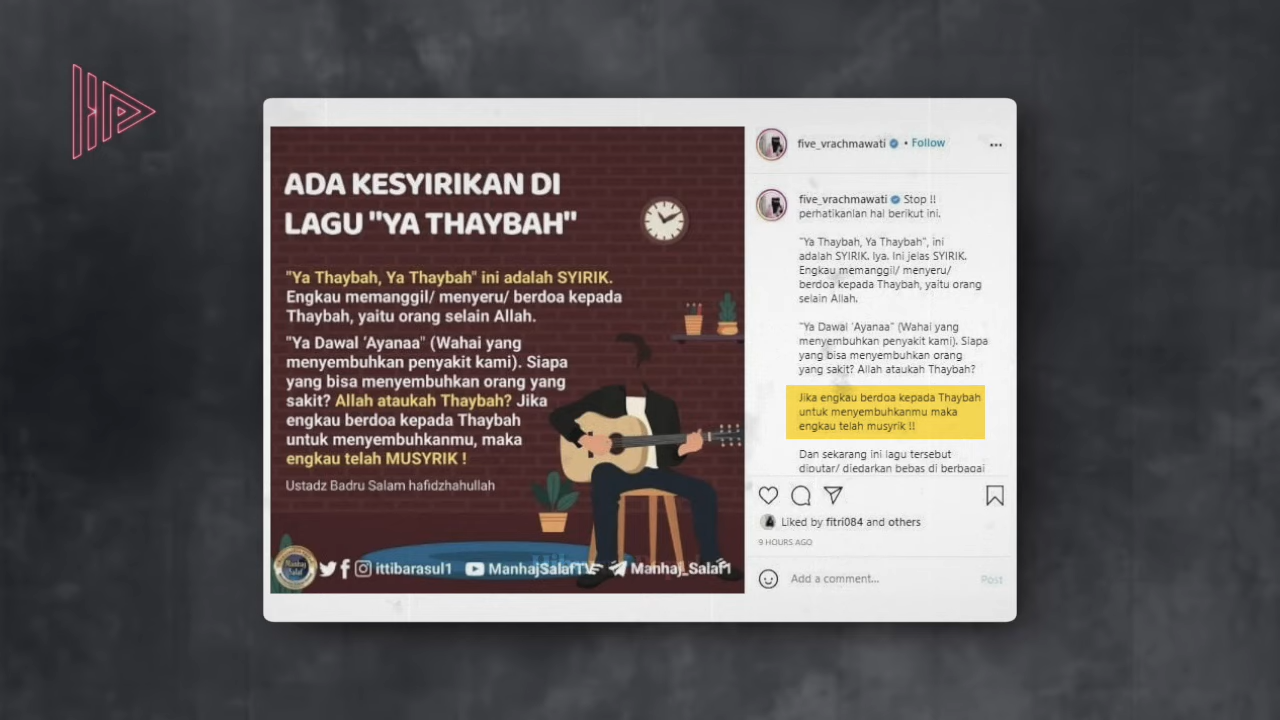 ADA KESYIRIKAN DI
LAGU "YA THAYBAH"
"Ya Thaybah, Ya Thaybah" ini adalah SYIRIK.
Engkau memanggil/ menyeru/ berdoa kepada
Thaybah, yaitu orang selain Allah.
"Ya Dawal ‘Ayanaa" (Wahai yang
menyembuhkan penyakit kami). Siapa
yang bisa menyembuhkan orang yang
sakit? Allah ataukah Thaybah? Jika
engkau berdoa kepada Thaybah
untuk menyembuhkanmu, maka
engkau telah MUSYRIK !
Ustadz Badru Salam hafidzhahullah
Manhaj
Salaf
ittibarasul1
ManhajSalafTV
Manhaj_Salaf1
five_vrachmawati • Follow
five_vrachmawati Stop !!
perhatikanlan hal berikut ini.
"Ya Thaybah, Ya Thaybah", ini
adalah SYIRIK. Iya. Ini jelas SYIRIK.
Engkau memanggil/ menyeru/
berdoa kepada Thaybah, yaitu orang
selain Allah.
"Ya Dawal ‘Ayanaa" (Wahai yang
menyembuhkan penyakit kami). Siapa
yang bisa menyembuhkan orang
yang sakit? Allah ataukah Thaybah?
Jika engkau berdoa kepada Thaybah
untuk menyembuhkanmu maka
engkau telah musyrik !!
Dan sekarang ini lagu tersebut
diputar/ diedarkan bebas di berbagai
Liked by fitri084 and others
9 HOURS AGO
Add a comment...
Post